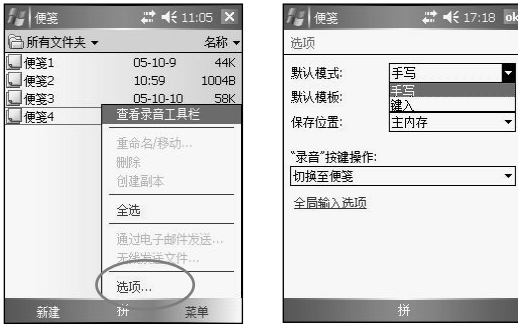 便笺 11:05
所有文件夹 名称
便笺1 05-10-9 44K
便笺2 10:59 1004B
便笺3 05-10-10 58K
便笺4
查看录音工具栏
重命名/移动...
删除
创建副本
全选
通过电子邮件发送...
无线发送文件...
选项...
新建 拼 菜单
便笺 17:18 ok
选项
默认模式: 手写
手写
默认模板: 键入
保存位置: 主内存
“录音”按键操作:
切换至便笺
全局输入选项
拼